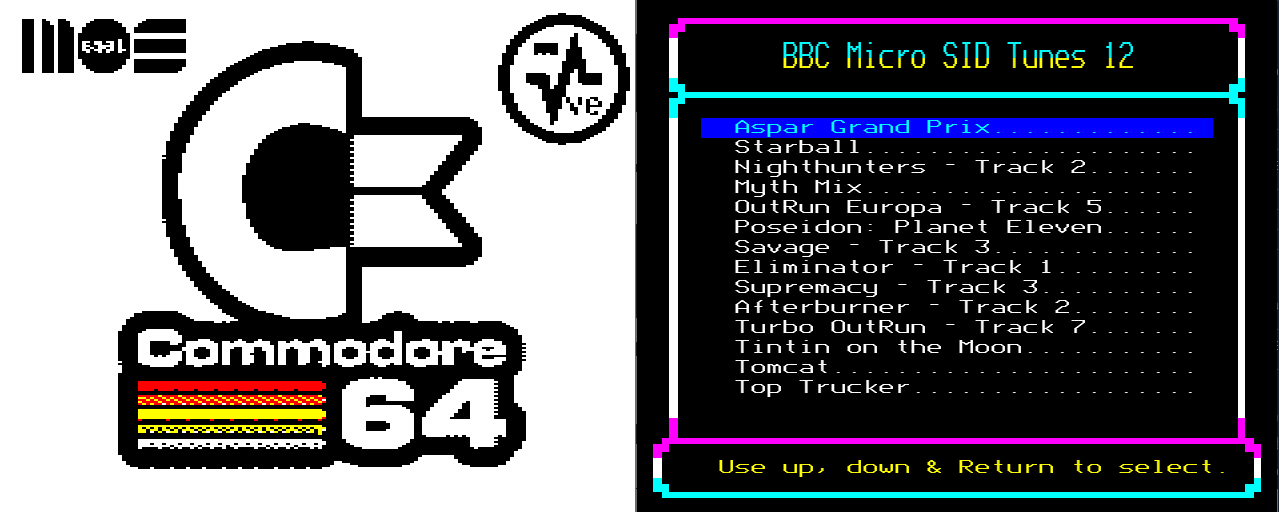 ve
Commodore
64
BBC Micro SID Tunes 12
Aspar Grand Prix.............
Starball.....................
Nighthunters - Track 2.......
Myth Mix.....................
OutRun Europa - Track 5......
Poseidon: Planet Eleven......
Savage - Track 3.............
Eliminator - Track 1.........
Supremacy - Track 3..........
Afterburner - Track 2........
Turbo OutRun - Track 7.......
Tintin on the Moon...........
Tomcat.......................
Top Trucker..................
Use up, down & Return to select.